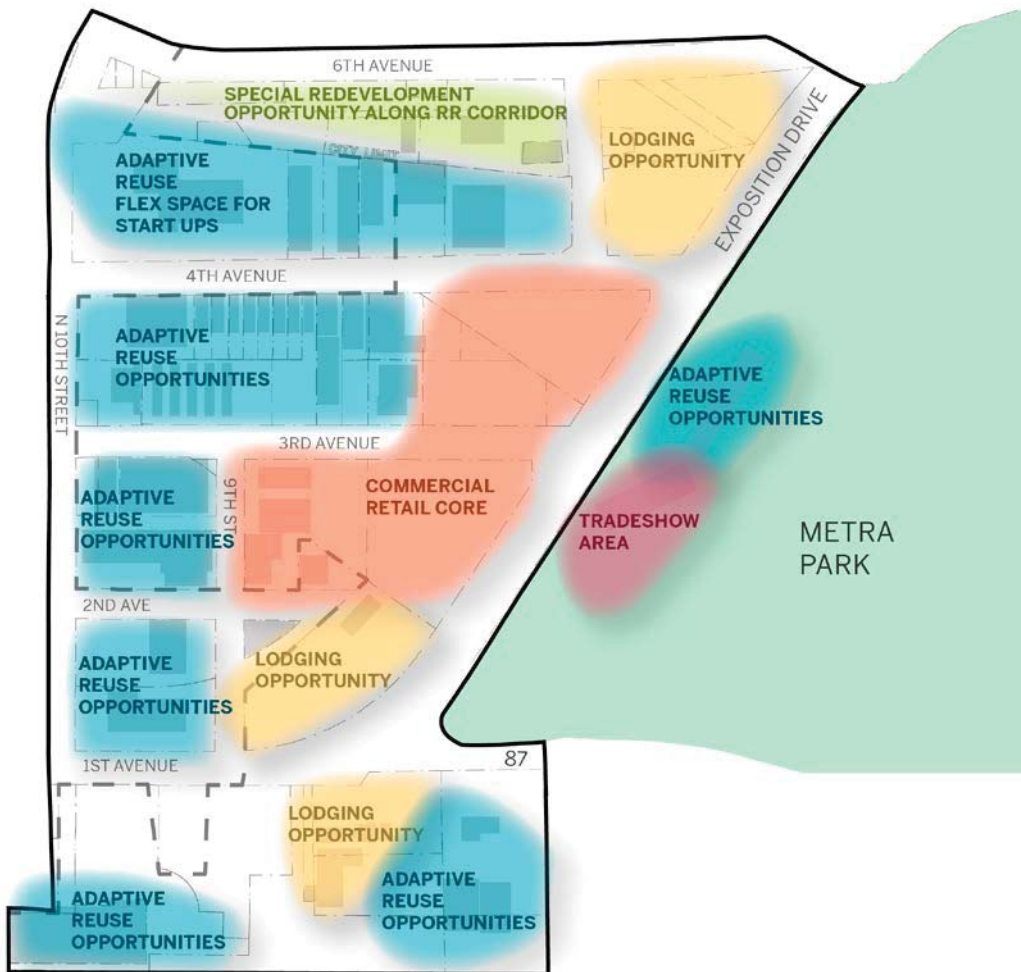 6TH AVENUE
SPECIAL REDEVELOPMENT
OPPORTUNITY ALONG RR CORRIDOR
LODGING
OPPORTUNITY
EXPOSITION DRIVE
CITY LIMIT
ADAPTIVE
REUSE
FLEX SPACE FOR
START UPS
4TH AVENUE
N 10TH STREET
ADAPTIVE
REUSE
OPPORTUNITIES
ADAPTIVE
REUSE
OPPORTUNITIES
3RD AVENUE
9TH ST
COMMERCIAL
RETAIL CORE
ADAPTIVE
REUSE
OPPORTUNITIES
TRADESHOW
AREA
METRA
PARK
2ND AVE
ADAPTIVE
REUSE
OPPORTUNITIES
LODGING
OPPORTUNITY
1ST AVENUE
87
LODGING
OPPORTUNITY
ADAPTIVE
REUSE
OPPORTUNITIES
ADAPTIVE
REUSE
OPPORTUNITIES